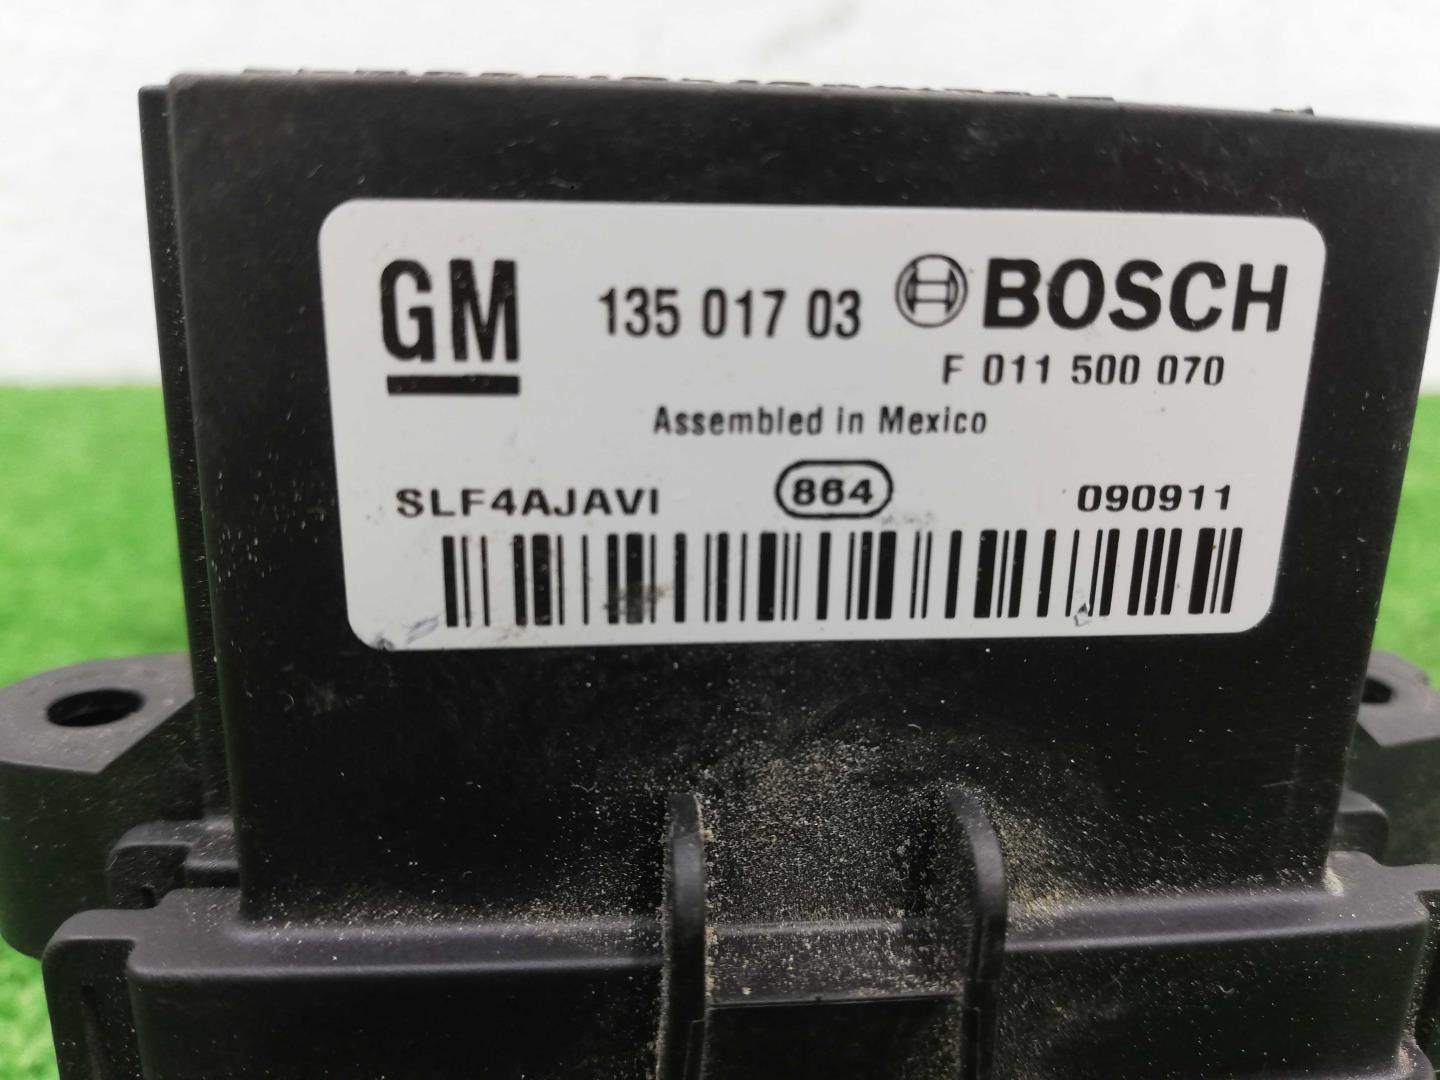 GM 135 017 03 BOSCH
F 011 500 070
Assembled in Mexico
SLF4AJAVI 864 090911